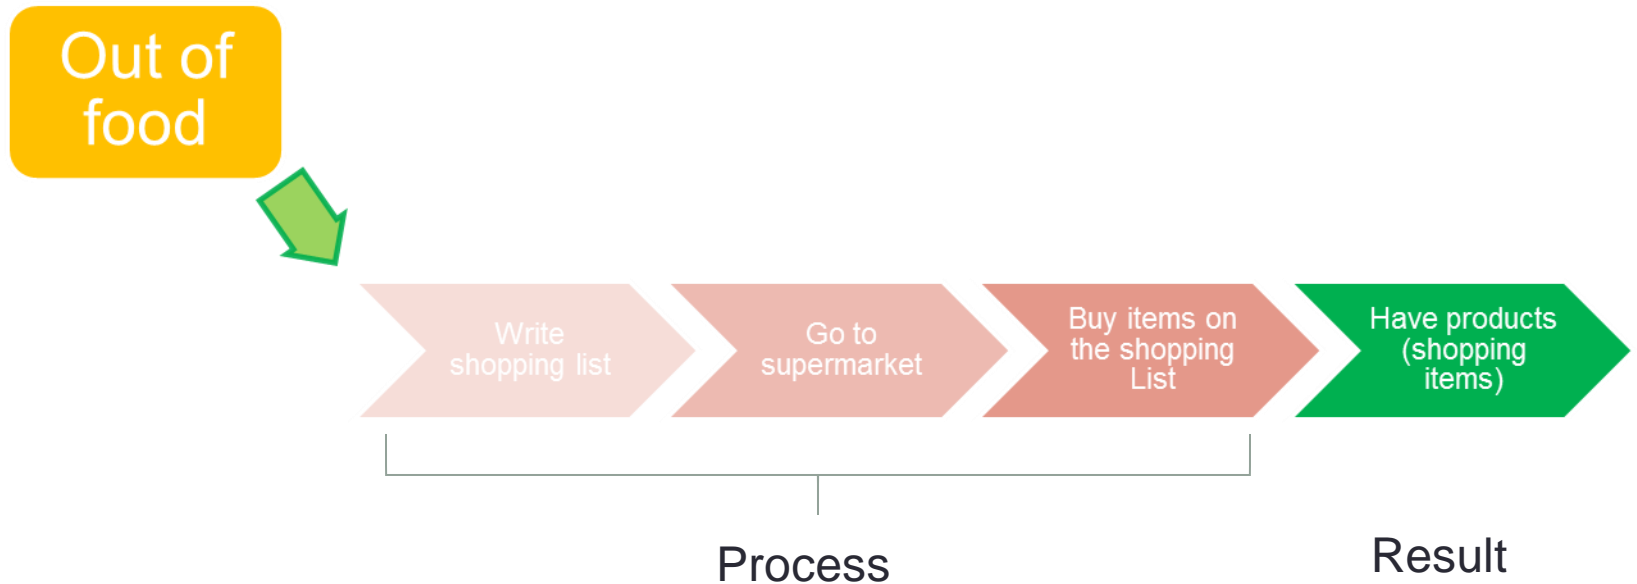 Out of
food
Write
shopping list
Go to
supermarket
Buy items on
the shopping
List
Have products
(shopping
items)
Process
Result